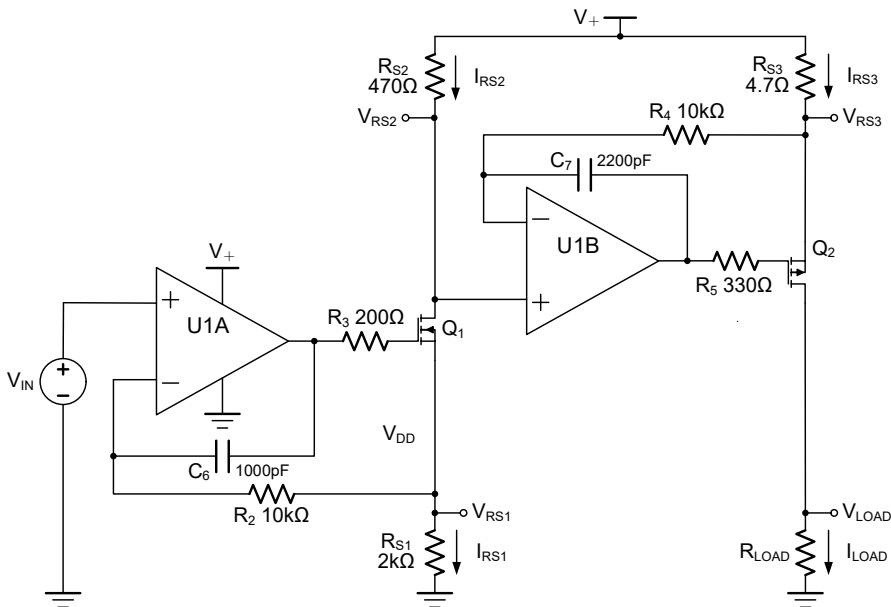 V+
RS2
470Ω
IRS2
RS3
4.7Ω
IRS3
VRS2
R4 10kΩ
VRS3
C7
2200pF
U1B
V+
Q2
R5 330Ω
U1A
R3 200Ω
Q1
VIN
VDD
C6
1000pF
R2 10kΩ
VRS1
VLOAD
RS1
2kΩ
IRS1
RLOAD
ILOAD